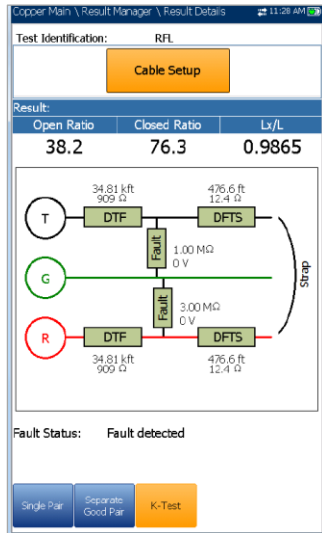 Copper Main \ Result Manager \ Result Details 11:28 AM
Test Identification: RFL
Cable Setup
Result:
Open Ratio Closed Ratio Lx/L
38.2 76.3 0.9865
34.81 kft 476.6 ft
909 Ω 12.4 Ω
T DTF DFTS
Fault 1.00 MΩ
0 V
G
Strap
Fault 3.00 MΩ
0 V
R DTF DFTS
34.81 kft 476.6 ft
909 Ω 12.4 Ω
Fault Status: Fault detected
Single Pair Separate Good Pair K-Test